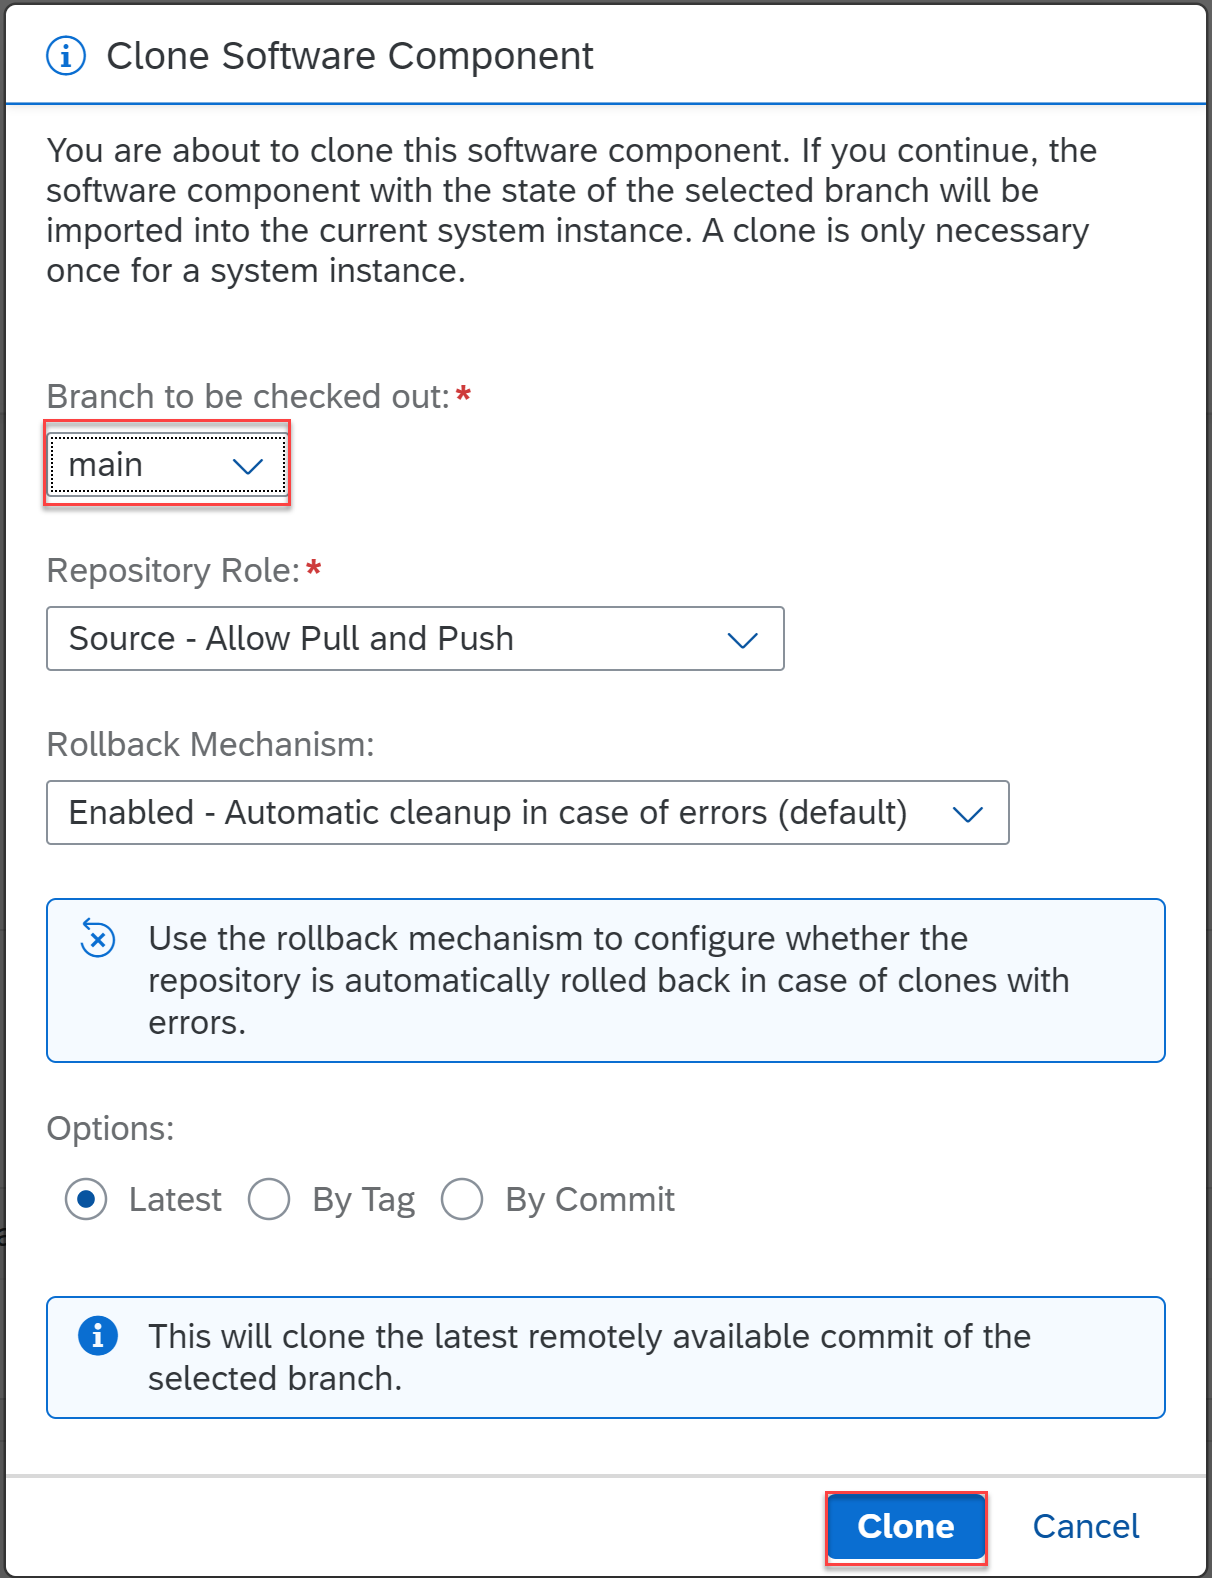 Clone Software Component
You are about to clone this software component. If you continue, the
software component with the state of the selected branch will be
imported into the current system instance. A clone is only necessary
once for a system instance.
Branch to be checked out:*
main
Repository Role:*
Source - Allow Pull and Push
Rollback Mechanism:
Enabled - Automatic cleanup in case of errors (default)
Use the rollback mechanism to configure whether the
repository is automatically rolled back in case of clones with
errors.
Options:
Latest By Tag By Commit
This will clone the latest remotely available commit of the
selected branch.
Clone Cancel